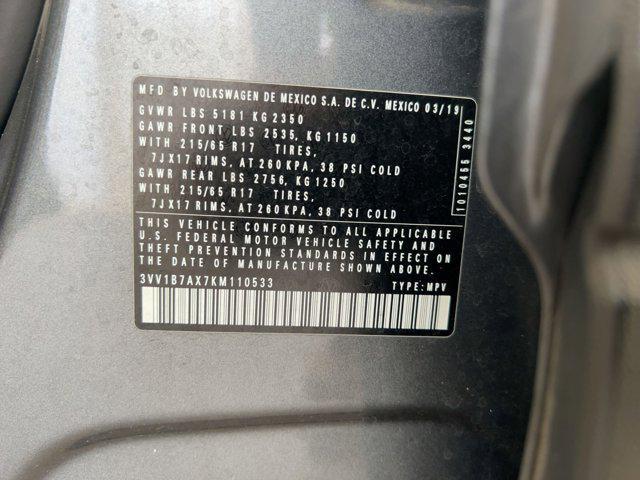 MFD BY VOLKSWAGEN DE MEXICO S.A. DE C.V. MEXICO 03/19
GVWR LBS 5181 KG 2350
GAWR FRONT LBS 2535, KG 1150
WITH 215/65 R17 TIRES,
7JX17 RIMS, AT 260 KPA, 38 PSI COLD
GAWR REAR LBS 2756, KG 1250
WITH 215/65 R17 TIRES,
7JX17 RIMS, AT 260 KPA, 38 PSI COLD
THIS VEHICLE CONFORMS TO ALL APPLICABLE
U.S. FEDERAL MOTOR VEHICLE SAFETY AND
THEFT PREVENTION STANDARDS IN EFFECT ON
THE DATE OF MANUFACTURE SHOWN ABOVE
3VV1B7AX7KM110533 TYPE: MPV
1010455 3440